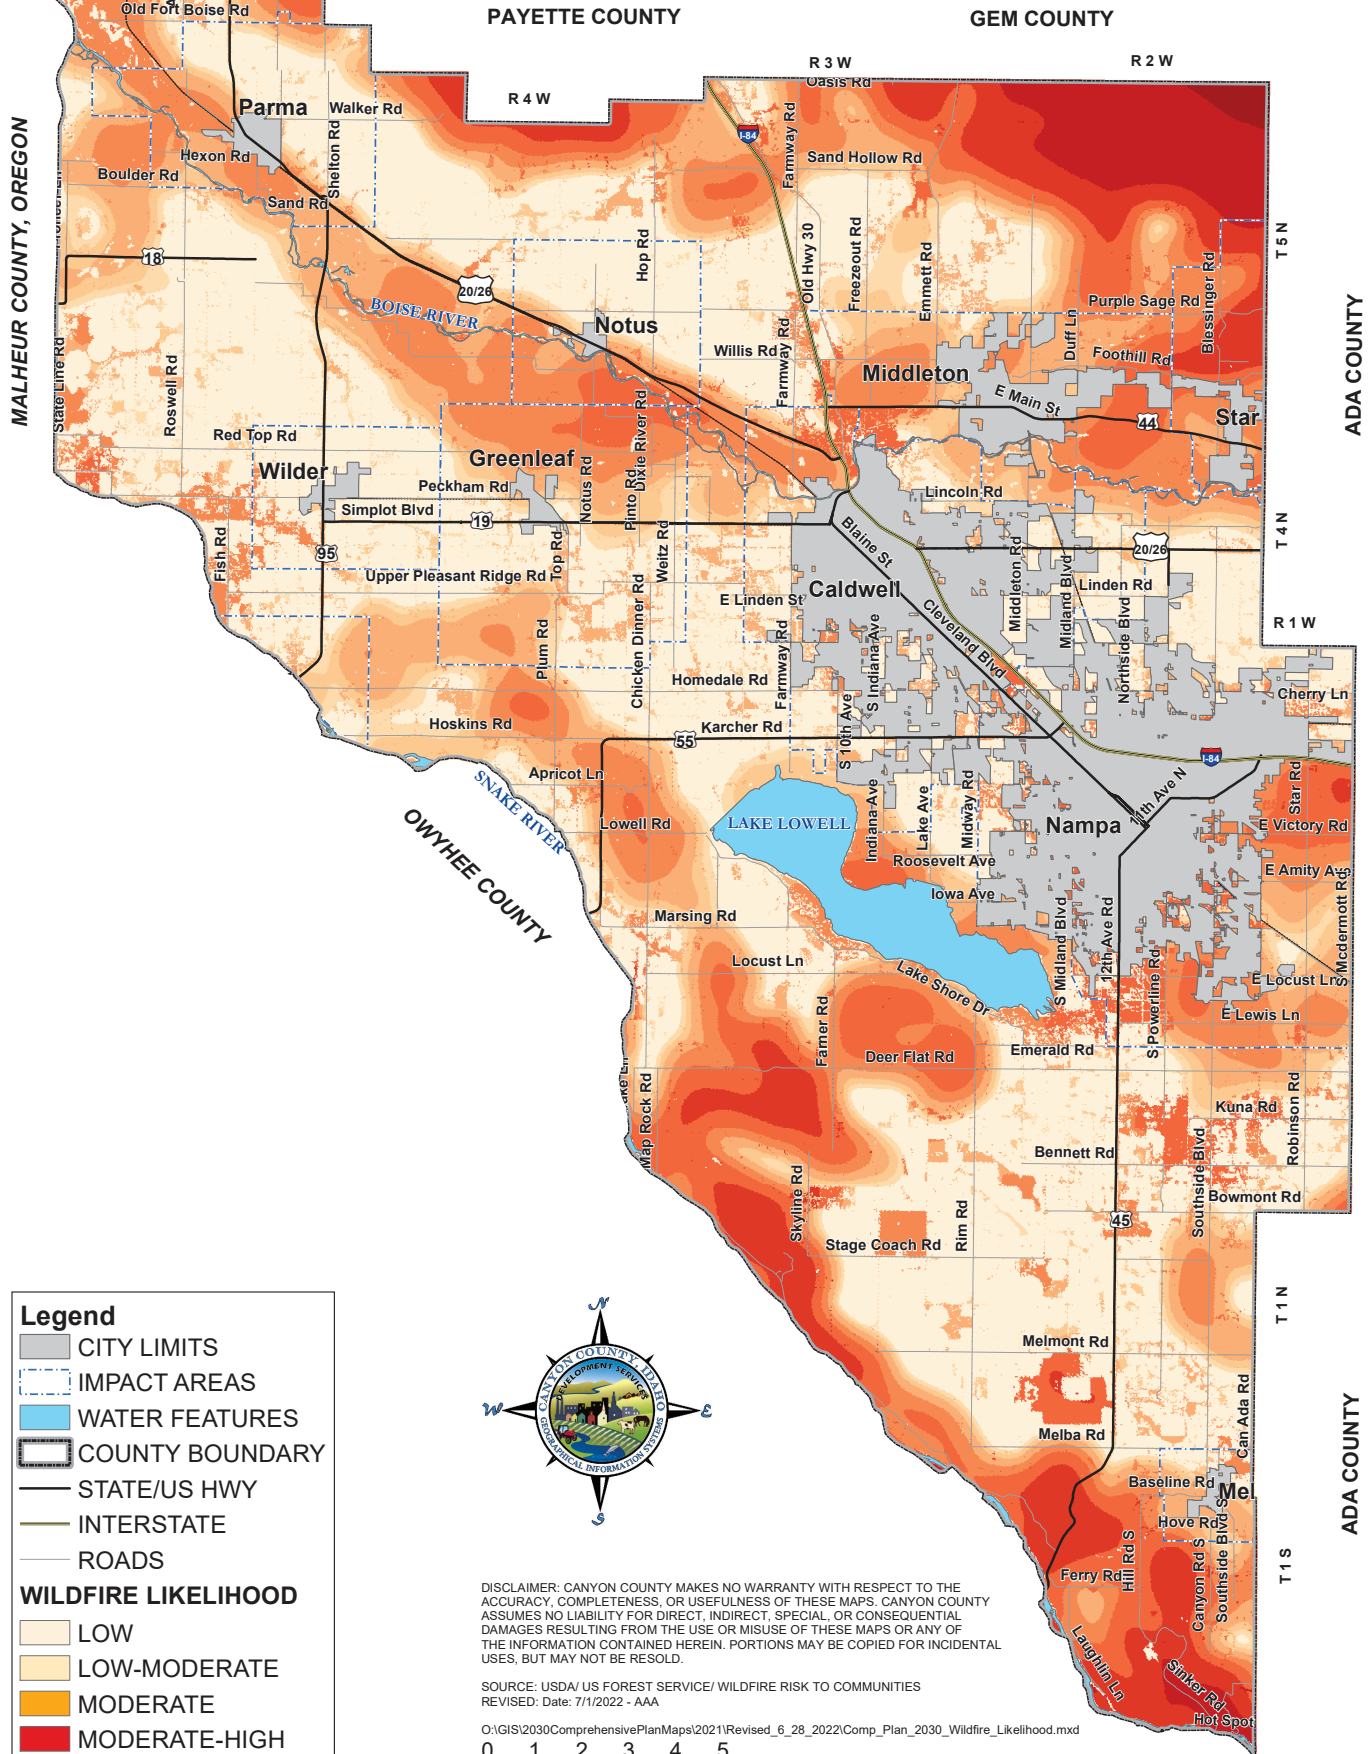 PAYETTE COUNTY
GEM COUNTY
Old Fort Boise Rd
R 3 W
R 2 W
Oasis Rd
R 4 W
Parma
Walker Rd
I-84
Farmway Rd
Shelton Rd
Hexon Rd
Boulder Rd
Sand Hollow Rd
MALHEUR COUNTY, OREGON
Sand Rd
T 5 N
18
Hop Rd
Old Hwy 30
Freezeout Rd
Emmett Rd
20/26
BOISE RIVER
Notus
Purple Sage Rd
Blessinger Rd
Duff Ln
Willis Rd
Foothill Rd
ADA COUNTY
State Line Rd
Roswell Rd
Farmway Rd
Middleton
E Main St
44
Star
Red Top Rd
Wilder
Greenleaf
Peckham Rd
Notus Rd
Pinto Rd
Dixie River Rd
Lincoln Rd
Simplot Blvd
19
T 4 N
Fish Rd
95
Top Rd
Weitz Rd
Blaine St
20/26
Upper Pleasant Ridge Rd
Caldwell
Middleton Rd
Midland Blvd
Linden Rd
E Linden St
Cleveland Blvd
R 1 W
Plum Rd
Chicken Dinner Rd
Farmway Rd
S Indiana Ave
Northside Blvd
Homedale Rd
Cherry Ln
Hoskins Rd
55
Karcher Rd
S 10th Ave
I-84
Apricot Ln
SNAKE RIVER
OWYHEE COUNTY
Lowell Rd
LAKE LOWELL
Indiana Ave
Lake Ave
Midway Rd
Nampa
11th Ave N
Star Rd
E Victory Rd
Roosevelt Ave
Iowa Ave
E Amity Ave
Marsing Rd
S Midland Blvd
12th Ave Rd
S Mcdermott Rd
Locust Ln
Lake Shore Dr
S Powerline Rd
E Locust Ln
E Lewis Ln
Farmer Rd
Deer Flat Rd
Emerald Rd
Map Rock Rd
Kuna Rd
Robinson Rd
Bennett Rd
Southside Blvd
Bowmont Rd
Skyline Rd
45
Stage Coach Rd
Rim Rd
T 1 N
Melmont Rd
Can Ada Rd
Melba Rd
ADA COUNTY
Baseline Rd
Mel
Hove Rd
Hill Rd S
Canyon Rd S
Southside Blvd S
Ferry Rd
T 1 S
Laughlin Ln
Sinker Rd
Hot Spot
Legend
CITY LIMITS
IMPACT AREAS
WATER FEATURES
COUNTY BOUNDARY
STATE/US HWY
INTERSTATE
ROADS
WILDFIRE LIKELIHOOD
LOW
LOW-MODERATE
MODERATE
MODERATE-HIGH
N
W
E
S
CANYON COUNTY, IDAHO
DEVELOPMENT SERVICES
GEOGRAPHICAL INFORMATION SYSTEMS
DISCLAIMER: CANYON COUNTY MAKES NO WARRANTY WITH RESPECT TO THE
ACCURACY, COMPLETENESS, OR USEFULNESS OF THESE MAPS. CANYON COUNTY
ASSUMES NO LIABILITY FOR DIRECT, INDIRECT, SPECIAL, OR CONSEQUENTIAL
DAMAGES RESULTING FROM THE USE OR MISUSE OF THESE MAPS OR ANY OF
THE INFORMATION CONTAINED HEREIN. PORTIONS MAY BE COPIED FOR INCIDENTAL
USES, BUT MAY NOT BE RESOLD.
SOURCE: USDA/ US FOREST SERVICE/ WILDFIRE RISK TO COMMUNITIES
REVISED: Date: 7/1/2022 - AAA
O:\GIS\2030ComprehensivePlanMaps\2021\Revised_6_28_2022\Comp_Plan_2030_Wildfire_Likelihood.mxd
0 1 2 3 4 5